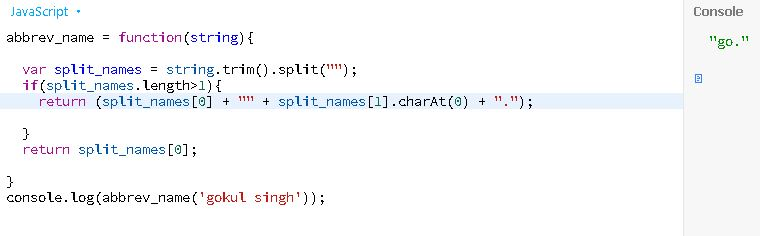 JavaScript
Console
abbrev_name = function(string){
"go."
var split_names = string.trim().split("");
if(split_names.length>1){
return (split_names[0] + "" + split_names[1].charAt(0) + ".");
}
return split_names[0];
}
console.log(abbrev_name('gokul singh'));